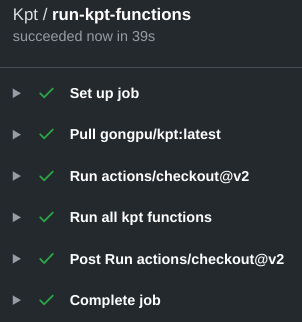 Kpt / run-kpt-functions
succeeded now in 39s
Set up job
Pull gongpu/kpt:latest
Run actions/checkout@v2
Run all kpt functions
Post Run actions/checkout@v2
Complete job